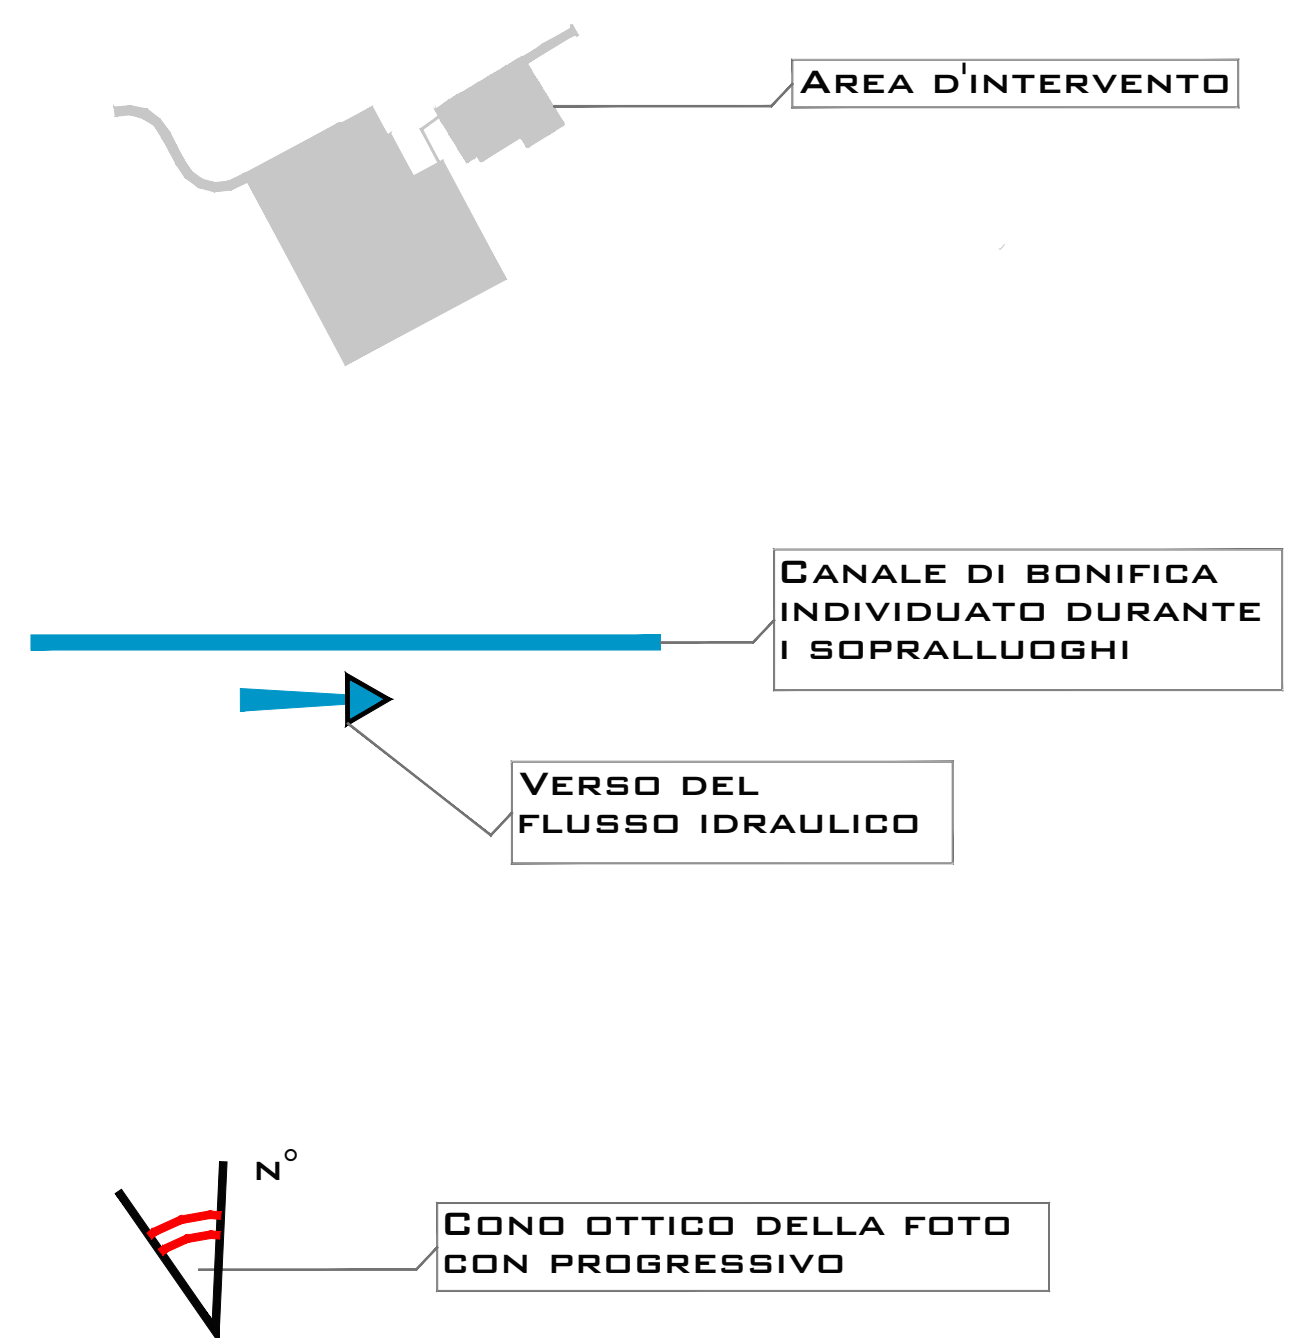 Area d'intervento
Canale di bonifica
individuato durante
i sopralluoghi
Verso del
flusso idraulico
N°
Cono ottico della foto
con progressivo